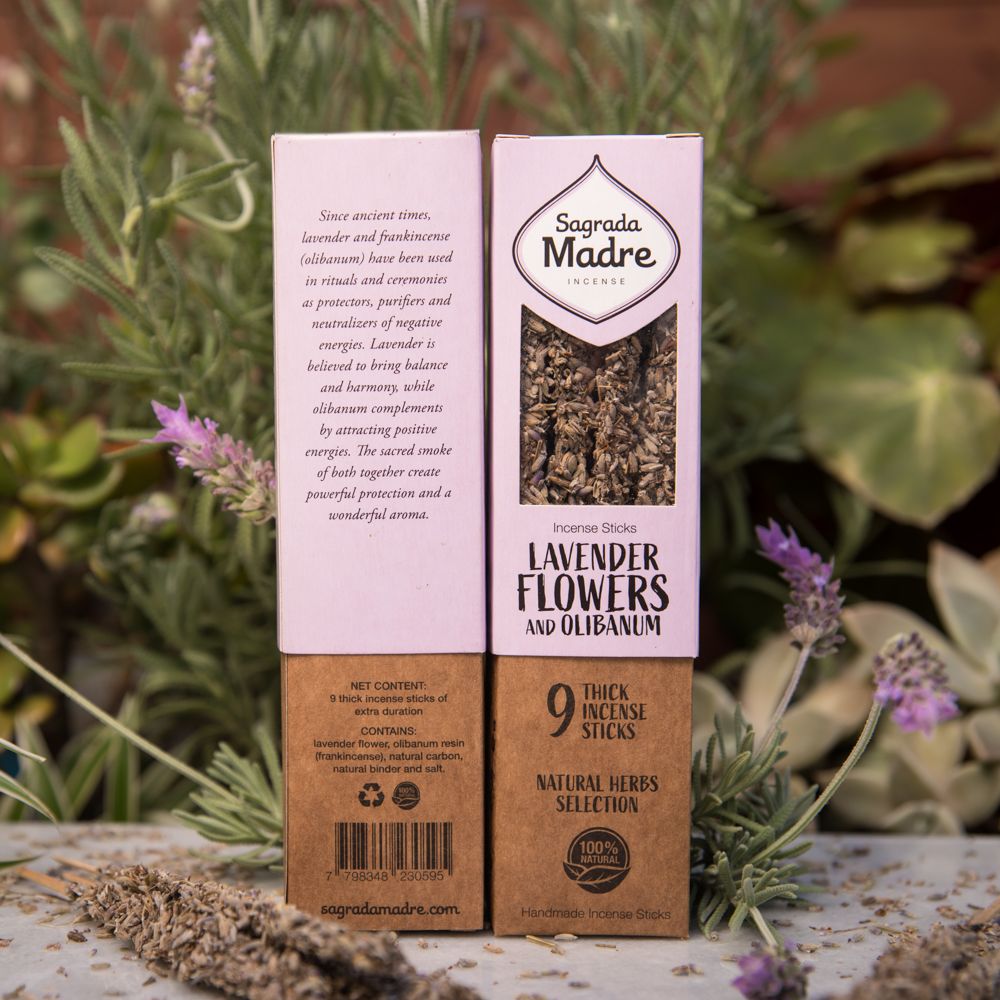 Since ancient times,
lavender and frankincense
(olibanum) have been used
in rituals and ceremonies
as protectors, purifiers and
neutralizers of negative
energies. Lavender is
believed to bring balance
and harmony, while
olibanum complements
by attracting positive
energies. The sacred smoke
of both together create
powerful protection and a
wonderful aroma.
NET CONTENT:
9 thick incense sticks of
extra duration
CONTAINS:
lavender flower, olibanum resin
(frankincense), natural carbon,
natural binder and salt.
100%
7 798348 230595
sagradamadre.com
Sagrada
Madre
INCENSE
Incense Sticks
LAVENDER
FLOWERS
AND OLIBANUM
9 THICK
INCENSE
STICKS
NATURAL HERBS
SELECTION
100%
NATURAL
Handmade Incense Sticks